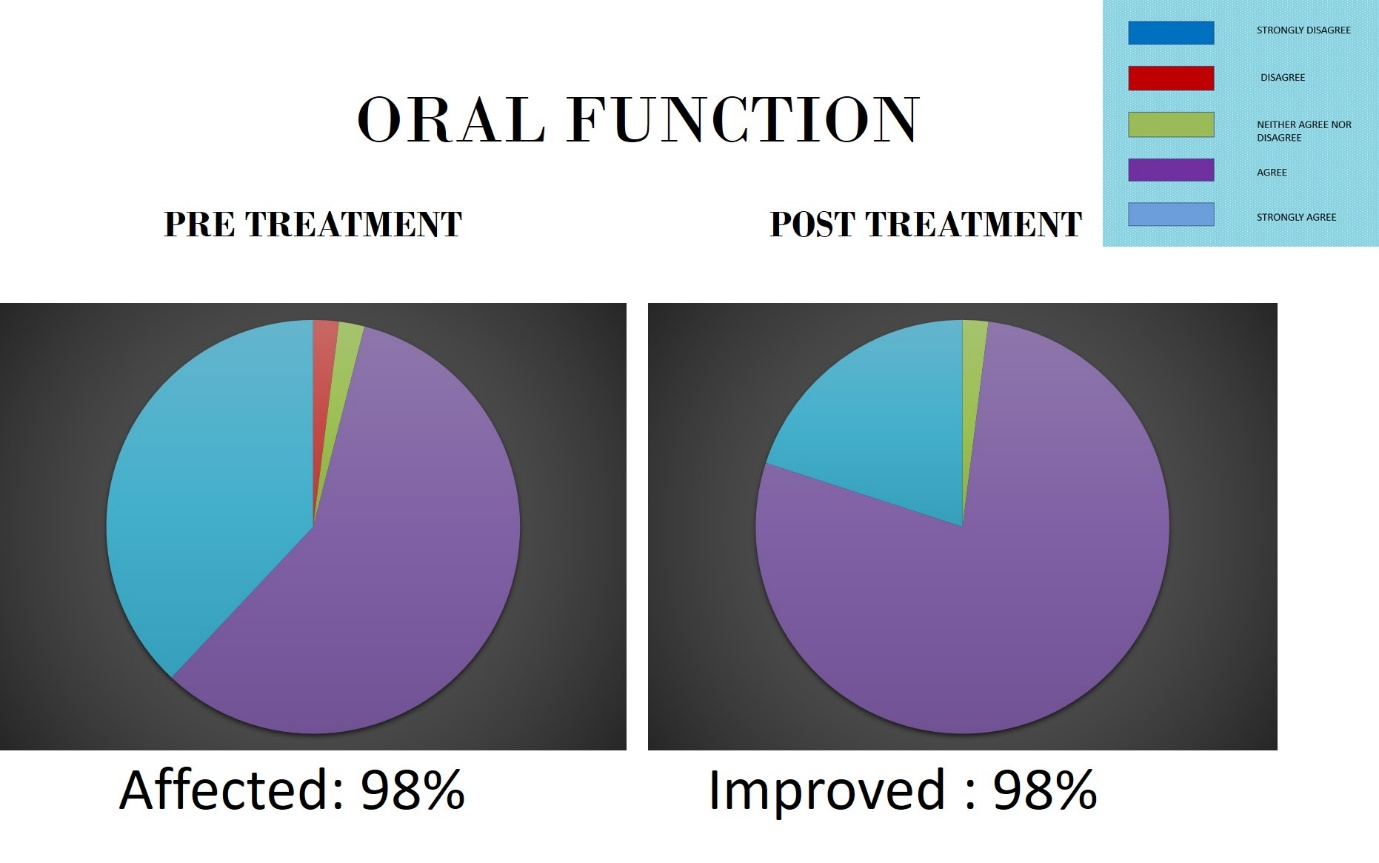 ORAL FUNCTION
PRE TREATMENT
POST TREATMENT
STRONGLY DISAGREE
DISAGREE
NEITHER AGREE NOR
DISAGREE
AGREE
STRONGLY AGREE
Affected: 98%
Improved : 98%